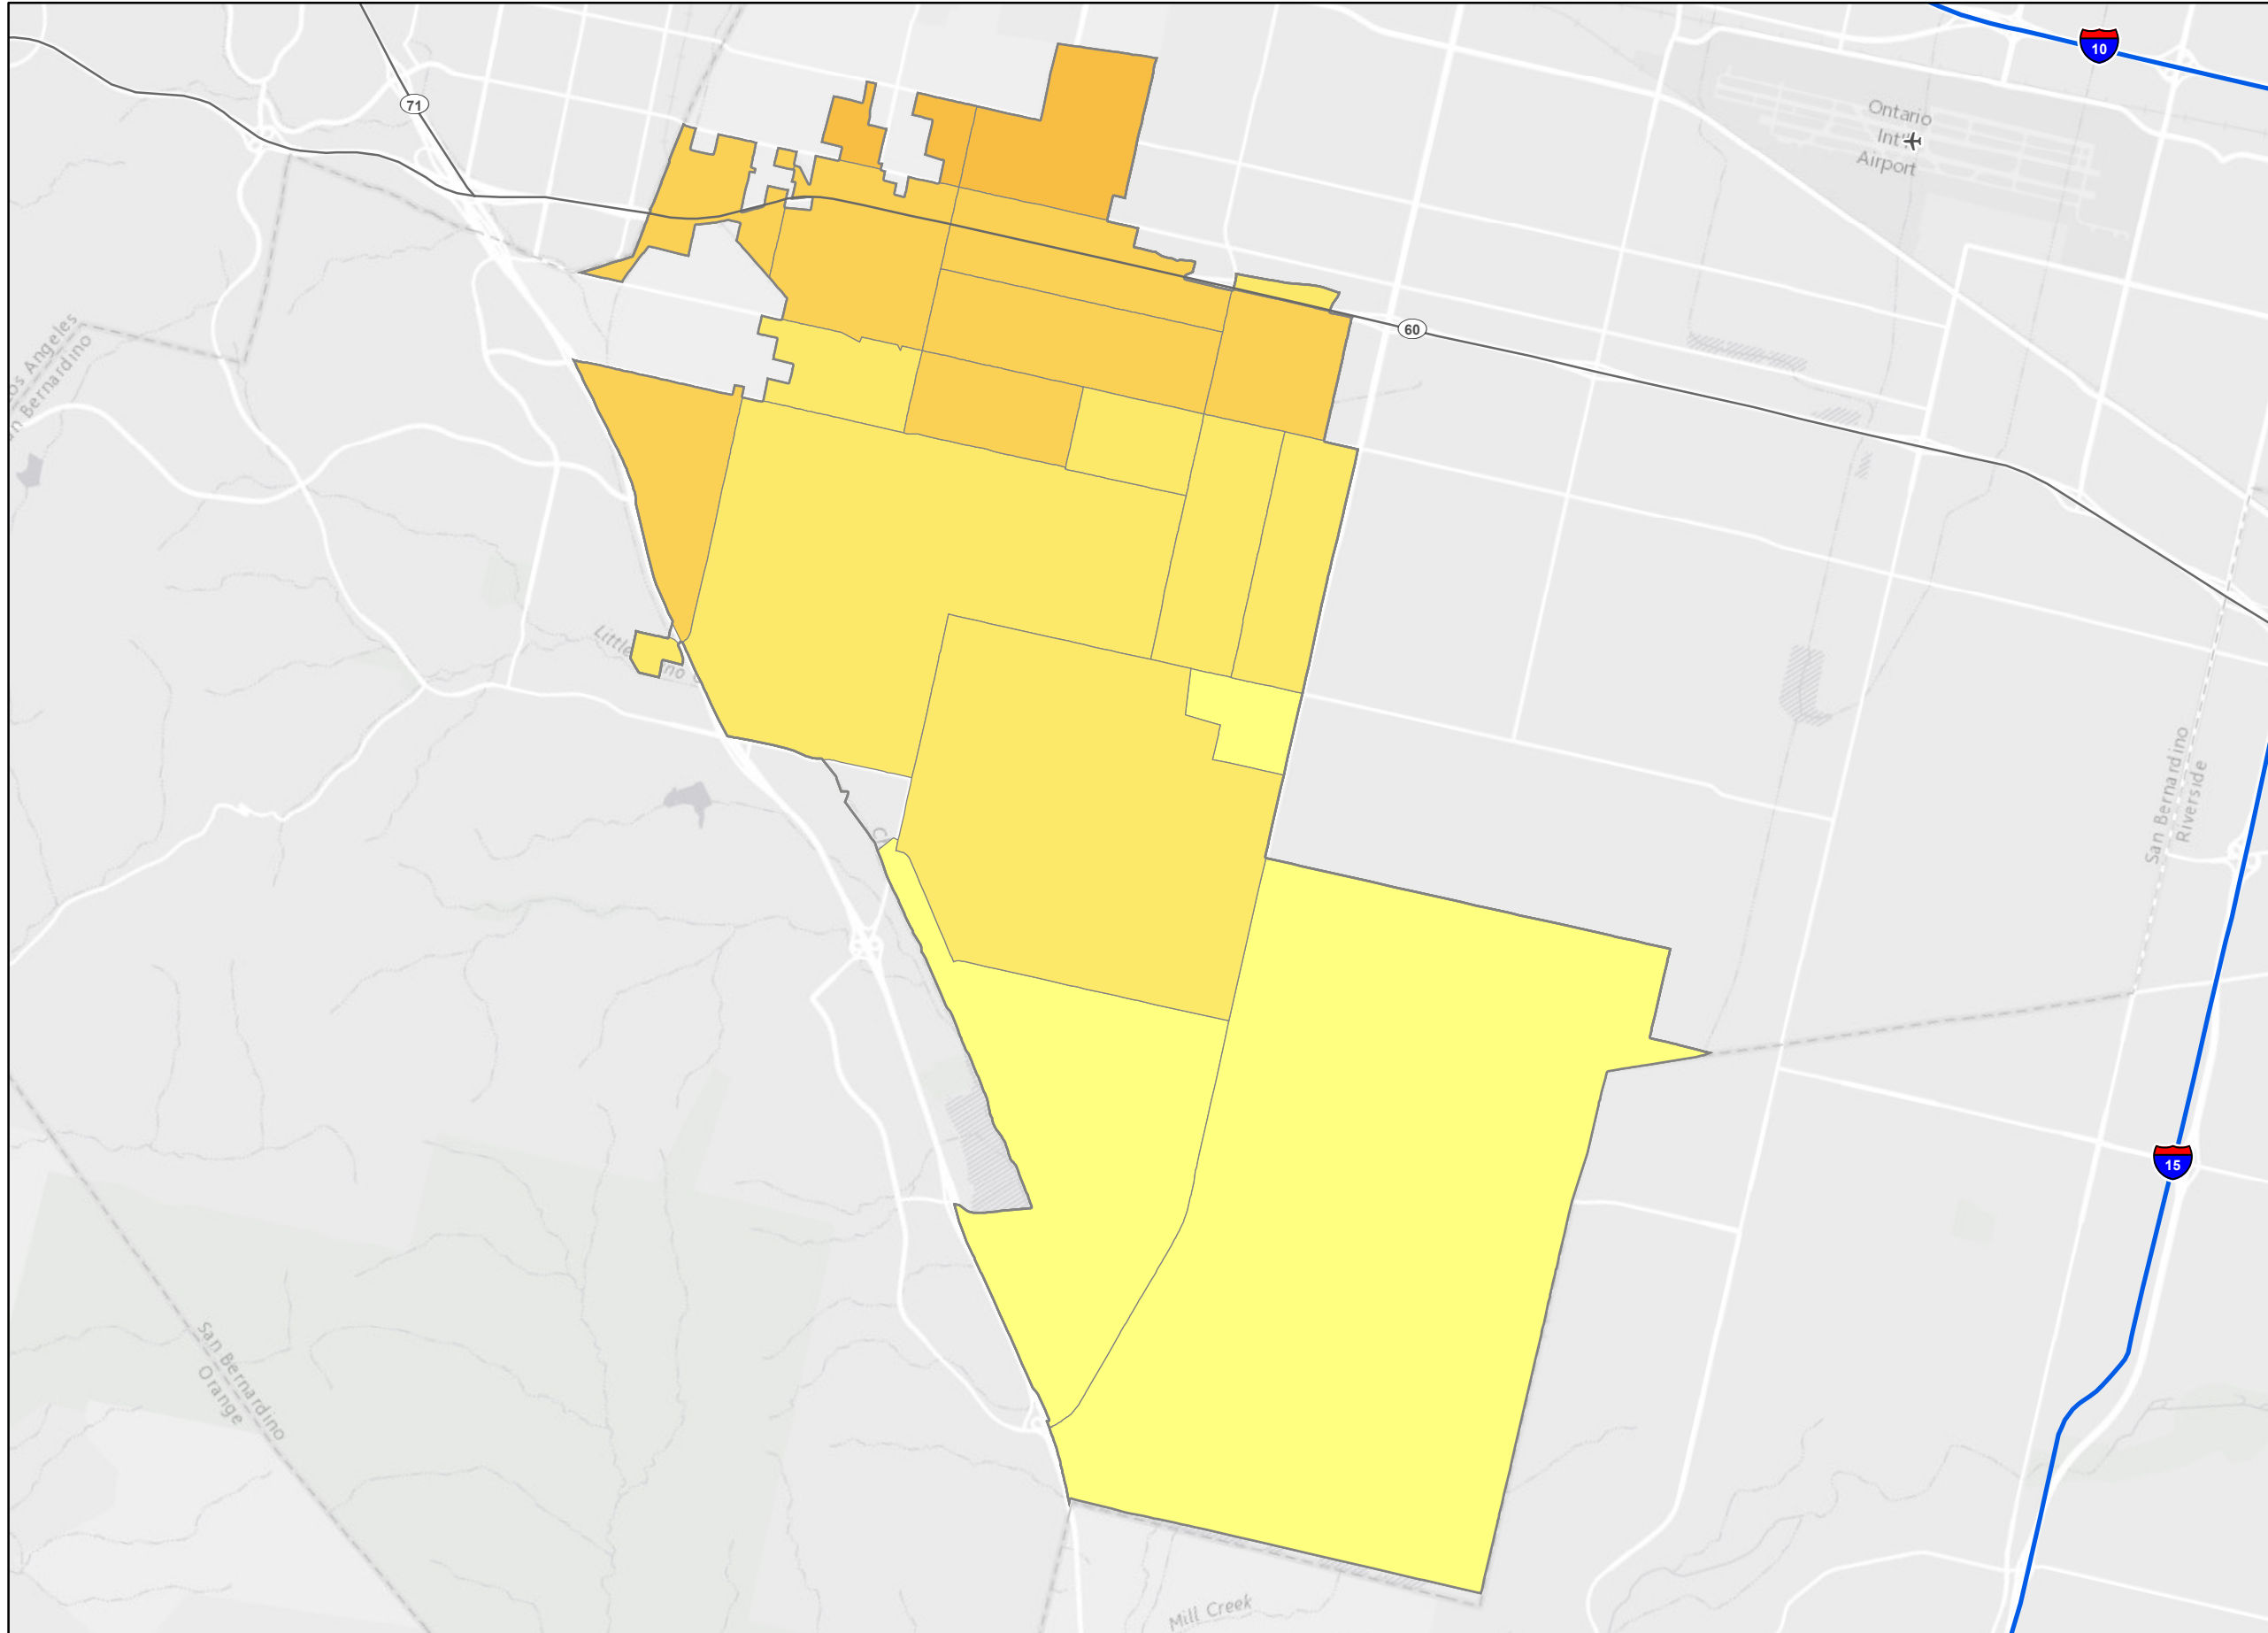 10
Ontario
Int'l
Airport
71
60
Los Angeles
San Bernardino
Little Chino
San Bernardino
Riverside
15
San Bernardino
Orange
Mill Creek